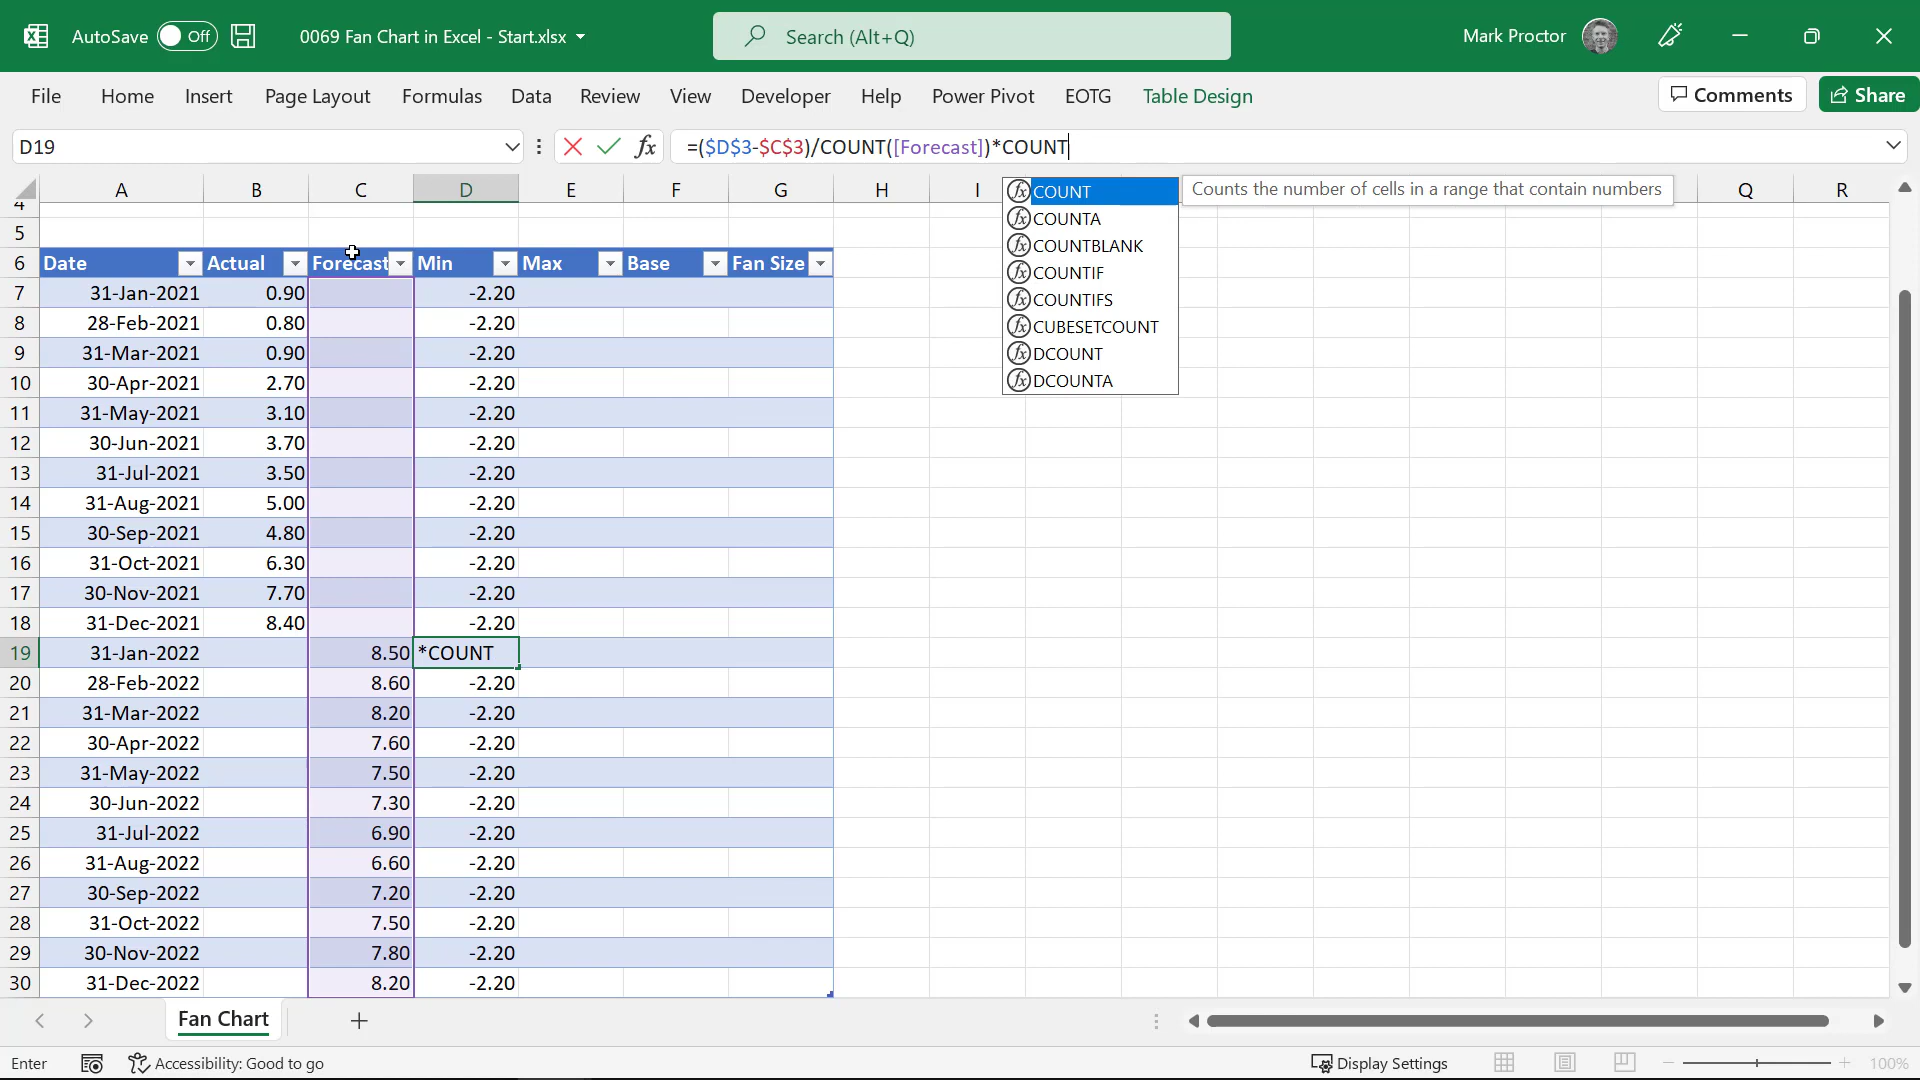 AutoSave Off 0069 Fan Chart in Excel - Start.xlsx Search (Alt+Q) Mark Proctor
File Home Insert Page Layout Formulas Data Review View Developer Help Power Pivot EOTG Table Design Comments Share
D19 fx =($D$3-$C$3)/COUNT([Forecast])*COUNT
A B C D E F G H I Q R
COUNT Counts the number of cells in a range that contain numbers
COUNTA
COUNTBLANK
COUNTIF
COUNTIFS
CUBESETCOUNT
DCOUNT
DCOUNTA
4
5
6 Date Actual Forecast Min Max Base Fan Size
7 31-Jan-2021 0.90 -2.20
8 28-Feb-2021 0.80 -2.20
9 31-Mar-2021 0.90 -2.20
10 30-Apr-2021 2.70 -2.20
11 31-May-2021 3.10 -2.20
12 30-Jun-2021 3.70 -2.20
13 31-Jul-2021 3.50 -2.20
14 31-Aug-2021 5.00 -2.20
15 30-Sep-2021 4.80 -2.20
16 31-Oct-2021 6.30 -2.20
17 30-Nov-2021 7.70 -2.20
18 31-Dec-2021 8.40 -2.20
19 31-Jan-2022 8.50 *COUNT
20 28-Feb-2022 8.60 -2.20
21 31-Mar-2022 8.20 -2.20
22 30-Apr-2022 7.60 -2.20
23 31-May-2022 7.50 -2.20
24 30-Jun-2022 7.30 -2.20
25 31-Jul-2022 6.90 -2.20
26 31-Aug-2022 6.60 -2.20
27 30-Sep-2022 7.20 -2.20
28 31-Oct-2022 7.50 -2.20
29 30-Nov-2022 7.80 -2.20
30 31-Dec-2022 8.20 -2.20
Fan Chart
Enter Accessibility: Good to go Display Settings 100%